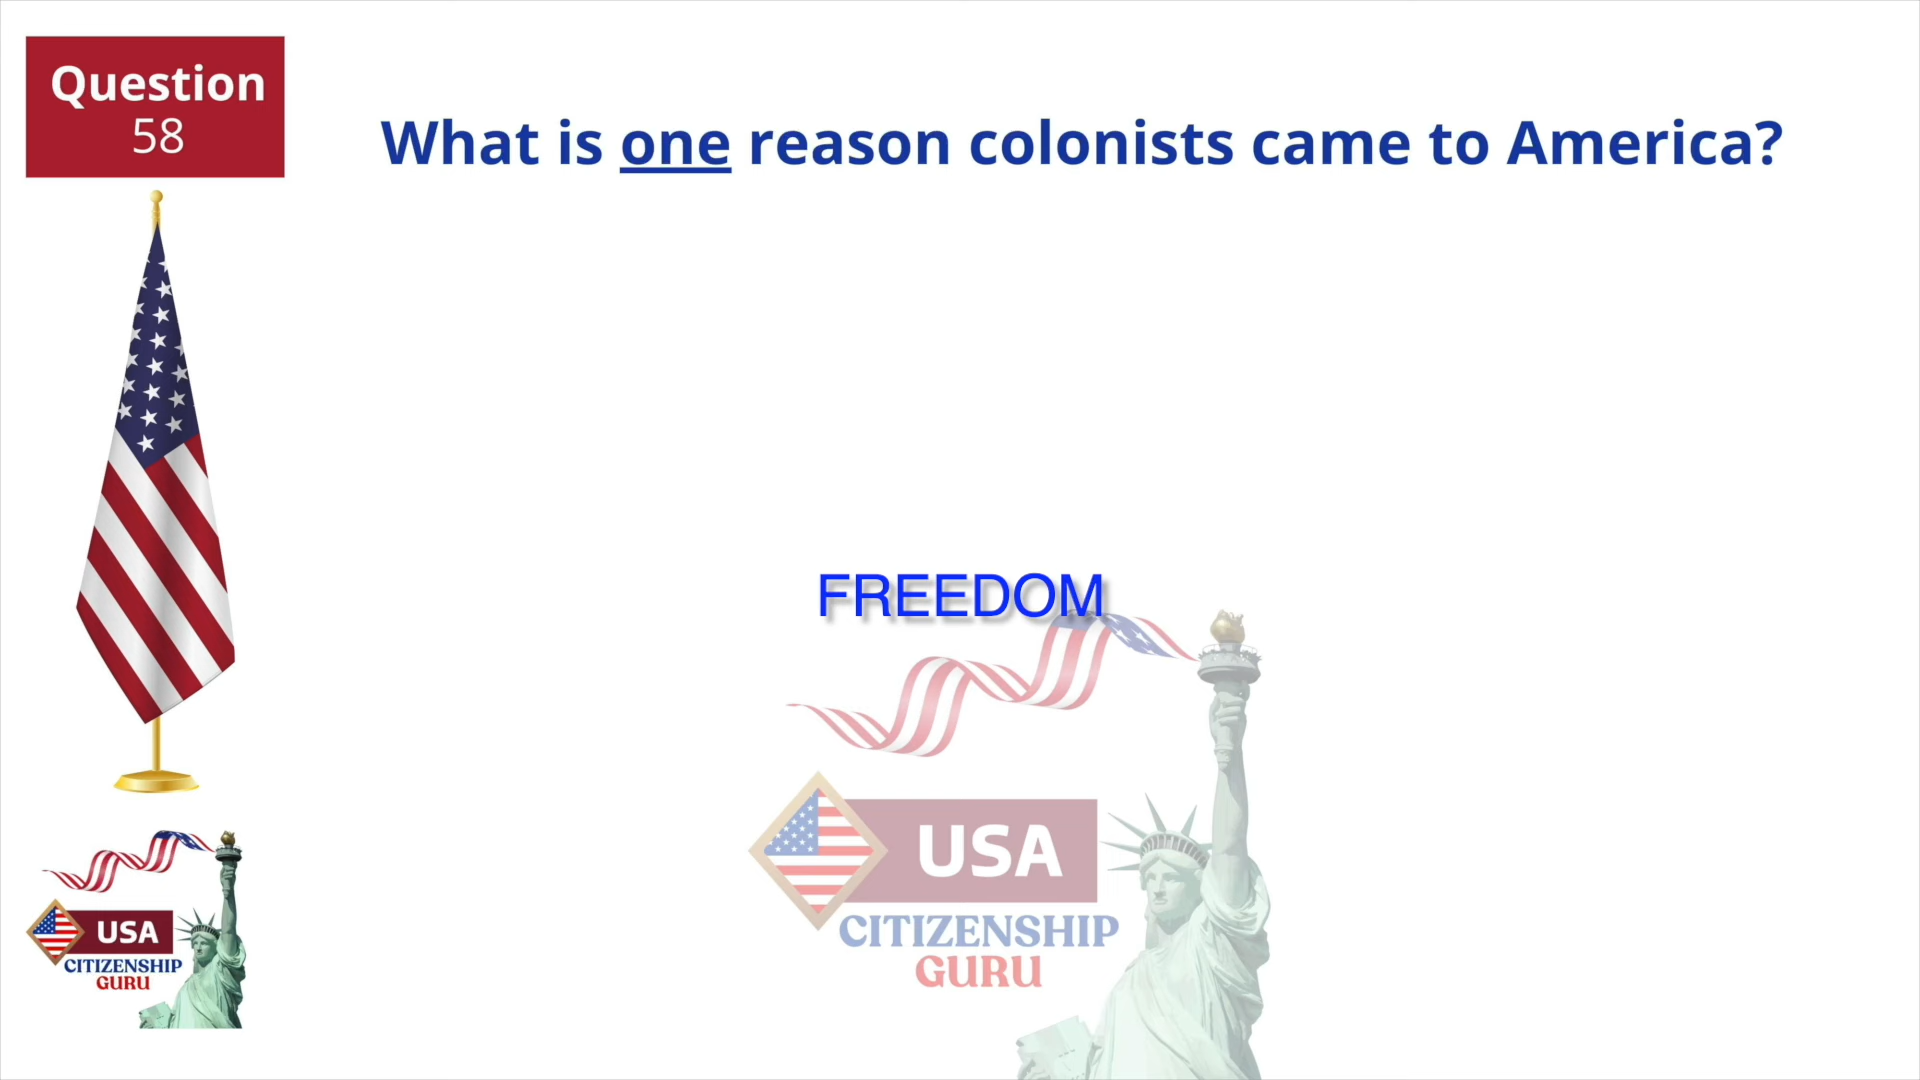 Question
58
What is one reason colonists came to America?
FREEDOM
USA
CITIZENSHIP
GURU
USA
CITIZENSHIP
GURU